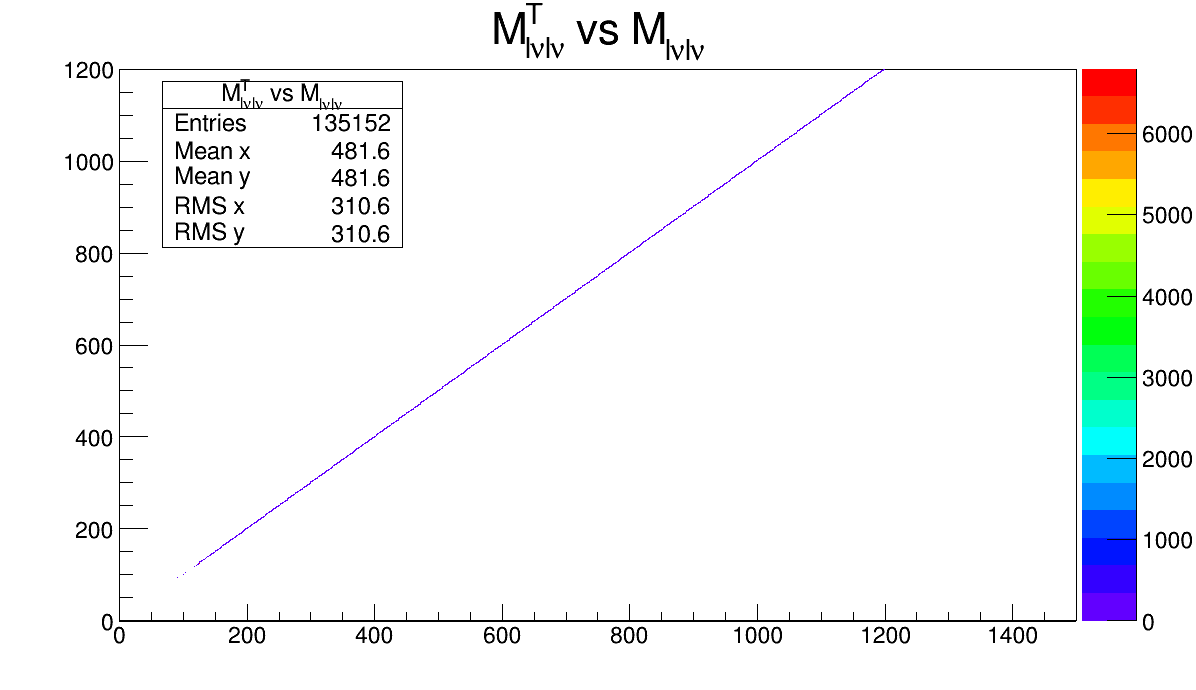 M^T_lνlν vs M_lνlν
M^T_lνlν vs M_lνlν
Entries 135152
Mean x 481.6
Mean y 481.6
RMS x 310.6
RMS y 310.6
1200
1000
800
600
400
200
0
0 200 400 600 800 1000 1200 1400
6000
5000
4000
3000
2000
1000
0